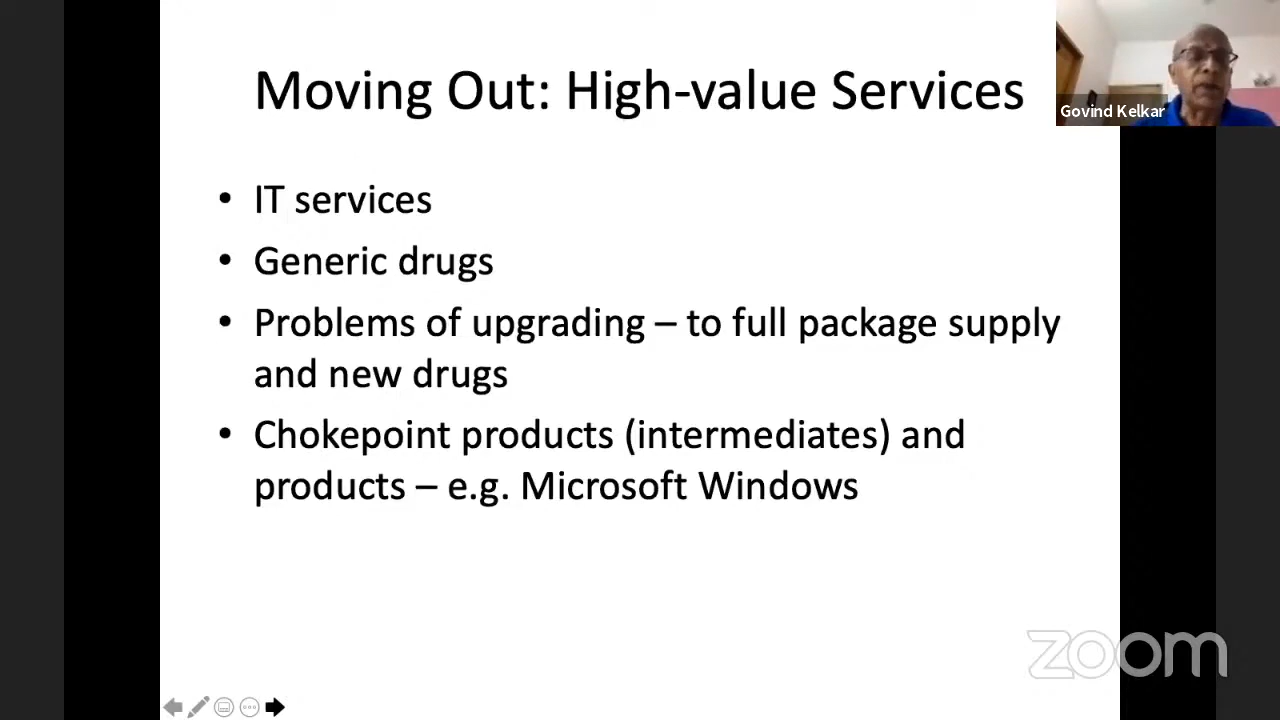 Moving Out: High-value Services
Govind Kelkar
• IT services
• Generic drugs
• Problems of upgrading – to full package supply
and new drugs
• Chokepoint products (intermediates) and
products – e.g. Microsoft Windows
zoom